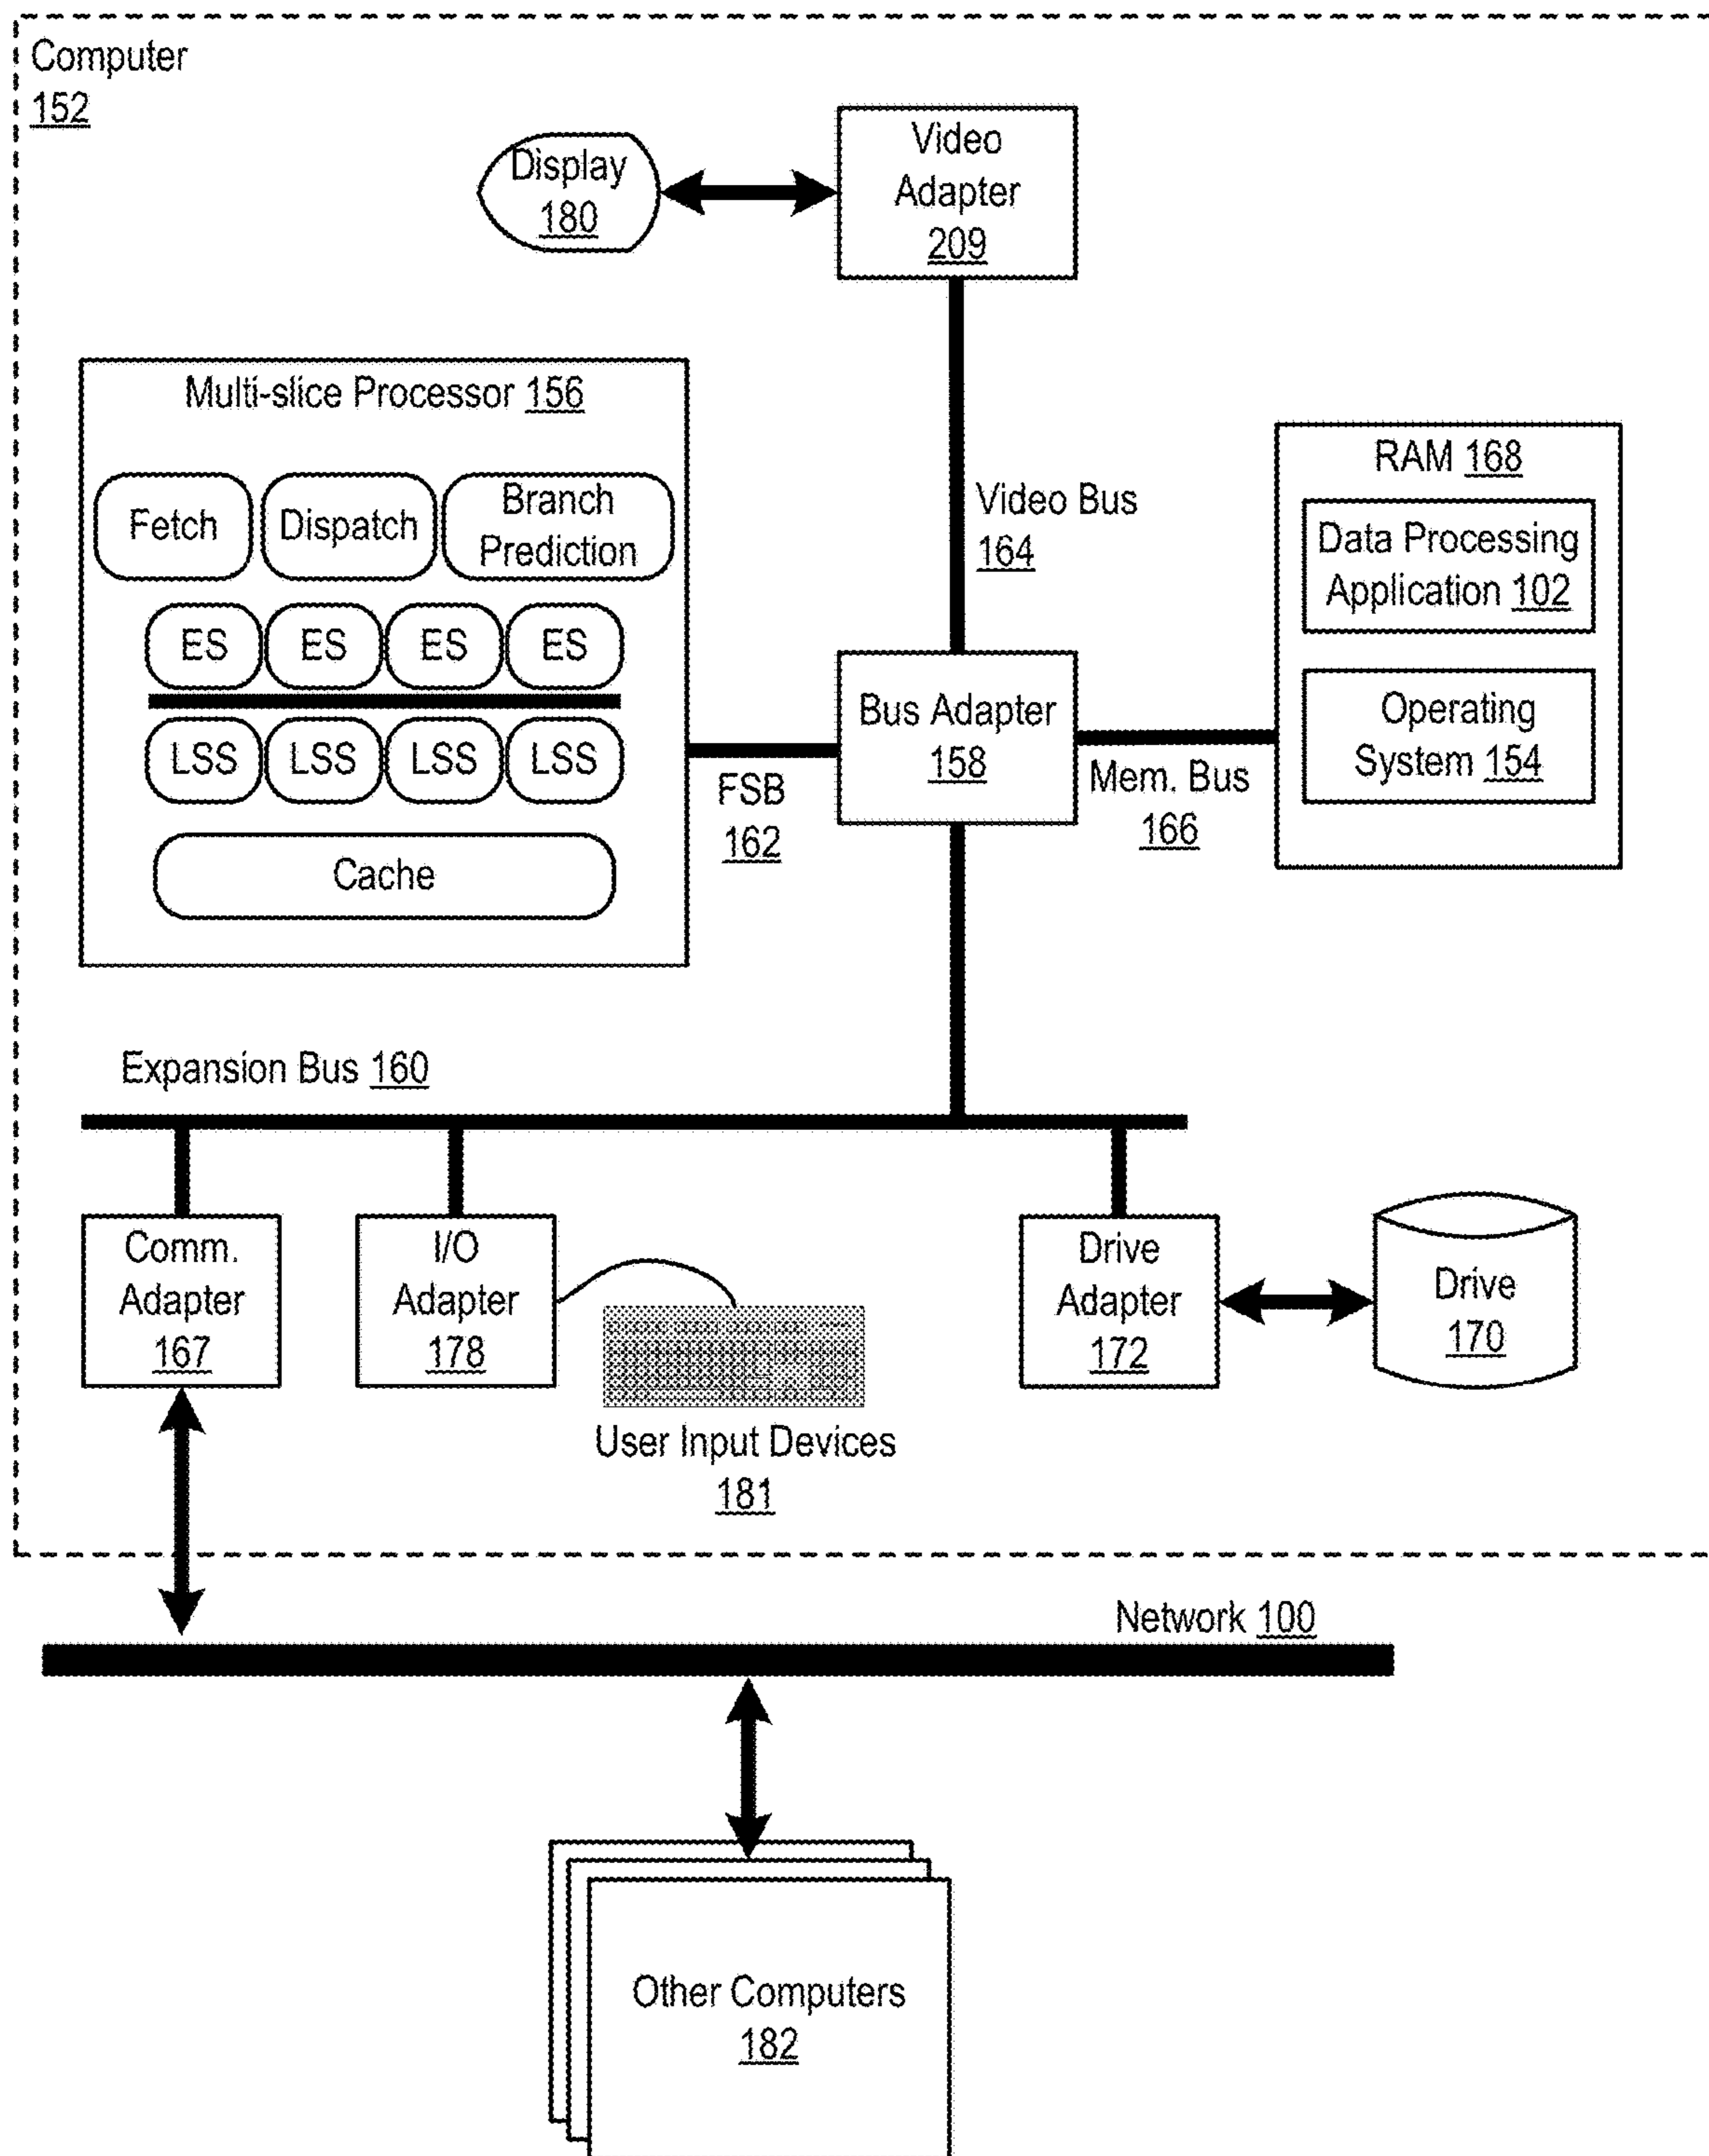 Computer
152
Display
180
Video
Adapter
209
Multi-slice Processor 156
Fetch
Dispatch
Branch
Prediction
ES
ES
ES
ES
LSS
LSS
LSS
LSS
Cache
FSB
162
Video Bus
164
Bus Adapter
158
Mem. Bus
166
RAM 168
Data Processing
Application 102
Operating
System 154
Expansion Bus 160
Comm.
Adapter
167
I/O
Adapter
178
User Input Devices
181
Drive
Adapter
172
Drive
170
Network 100
Other Computers
182